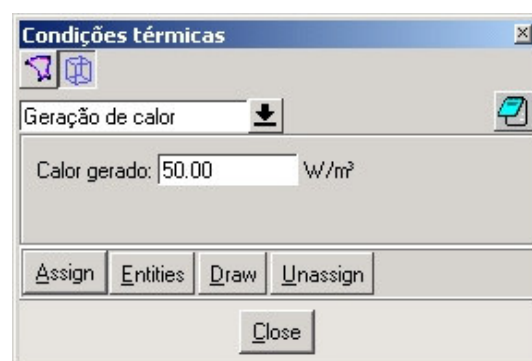 Condições térmicas
Geração de calor
Calor gerado: 50.00 W/m³
Assign Entities Draw Unassign
Close